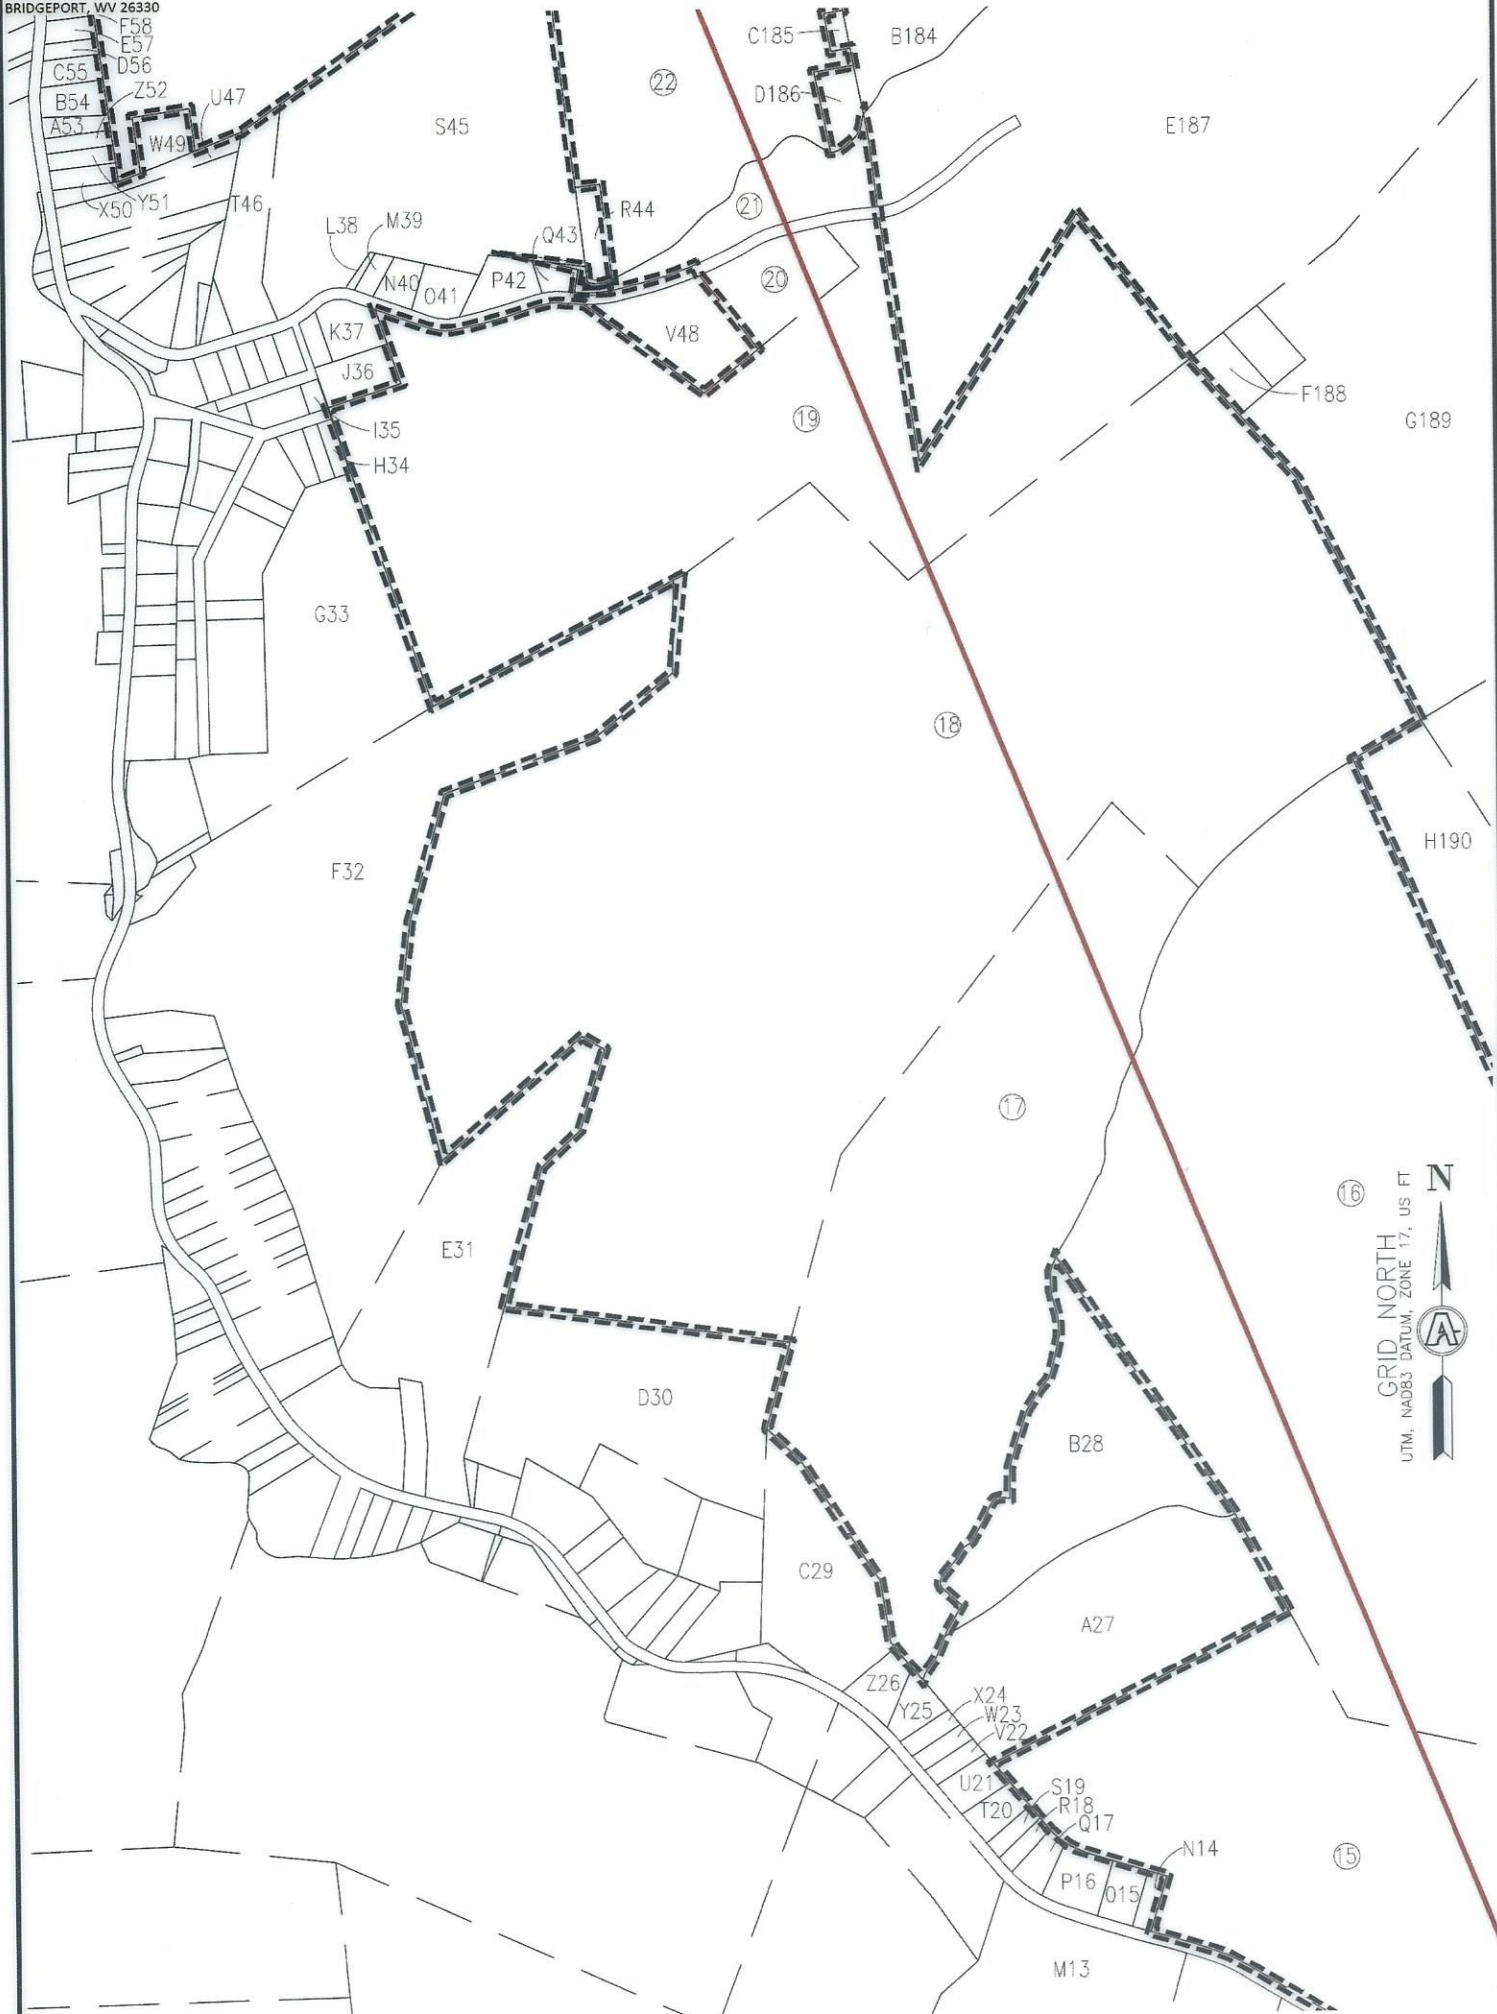 BRIDGEPORT, WV 26330
F58
E57
D56
C55
Z52
B54
A53
U47
W49
X50
Y51
T46
S45
22
C185
B184
D186
E187
R44
21
L38
M39
Q43
N40
O41
P42
20
K37
V48
J36
F188
I35
19
G189
H34
G33
18
H190
F32
17
16
N
GRID NORTH
UTM, NAD83 DATUM, ZONE 17, US FT
A
E31
D30
B28
C29
A27
Z26
Y25
X24
W23
V22
U21
S19
T20
R18
Q17
N14
P16
O15
15
M13